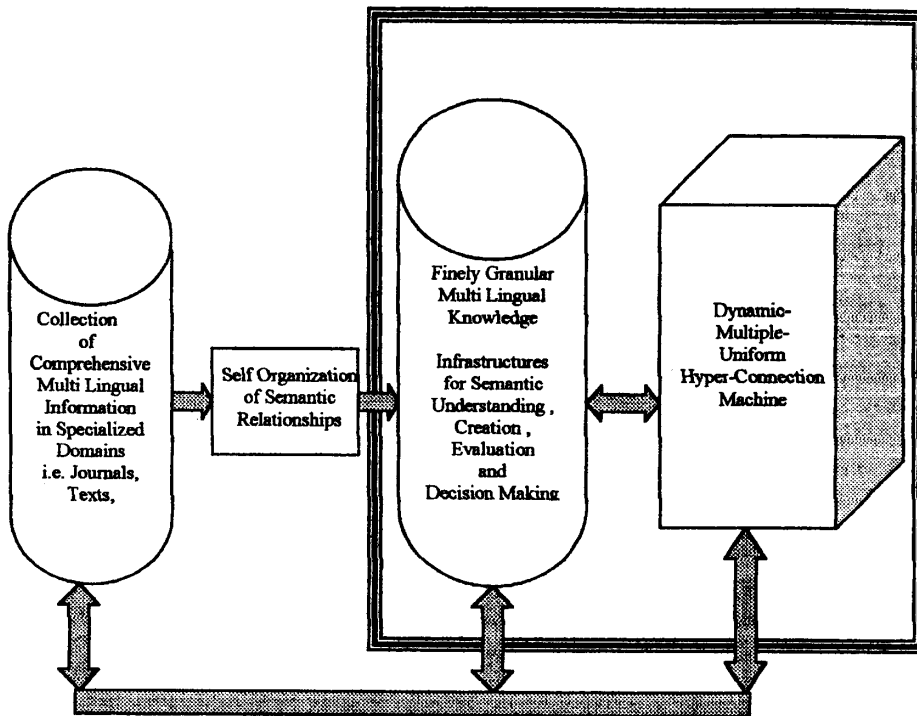 Collection
of
Comprehensive
Multi Lingual
Information
in Specialized
Domains
i.e. Journals,
Texts,
Self Organization
of Semantic
Relationships
Finely Granular
Multi Lingual
Knowledge
Infrastructures
for Semantic
Understanding ,
Creation ,
Evaluation
and
Decision Making
Dynamic-
Multiple-
Uniform
Hyper-Connection
Machine